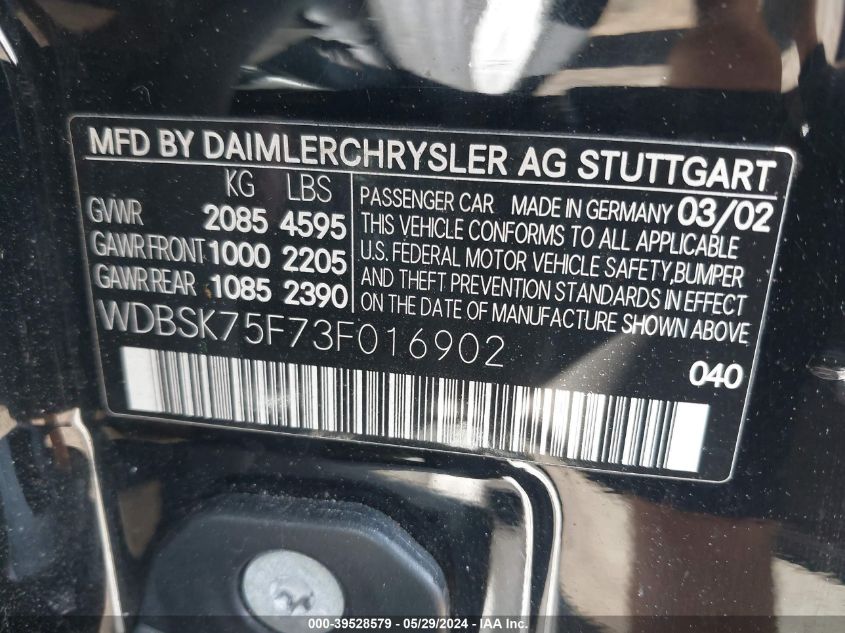 MFD BY DAIMLERCHRYSLER AG STUTTGART
KG LBS
GVWR 2085 4595
GAWR FRONT 1000 2205
GAWR REAR 1085 2390
PASSENGER CAR MADE IN GERMANY 03/02
THIS VEHICLE CONFORMS TO ALL APPLICABLE
U.S. FEDERAL MOTOR VEHICLE SAFETY,BUMPER
AND THEFT PREVENTION STANDARDS IN EFFECT
ON THE DATE OF MANUFACTURE SHOWN ABOVE.
WDBSK75F73F016902
040
000-39528579 - 05/29/2024 - IAA Inc.